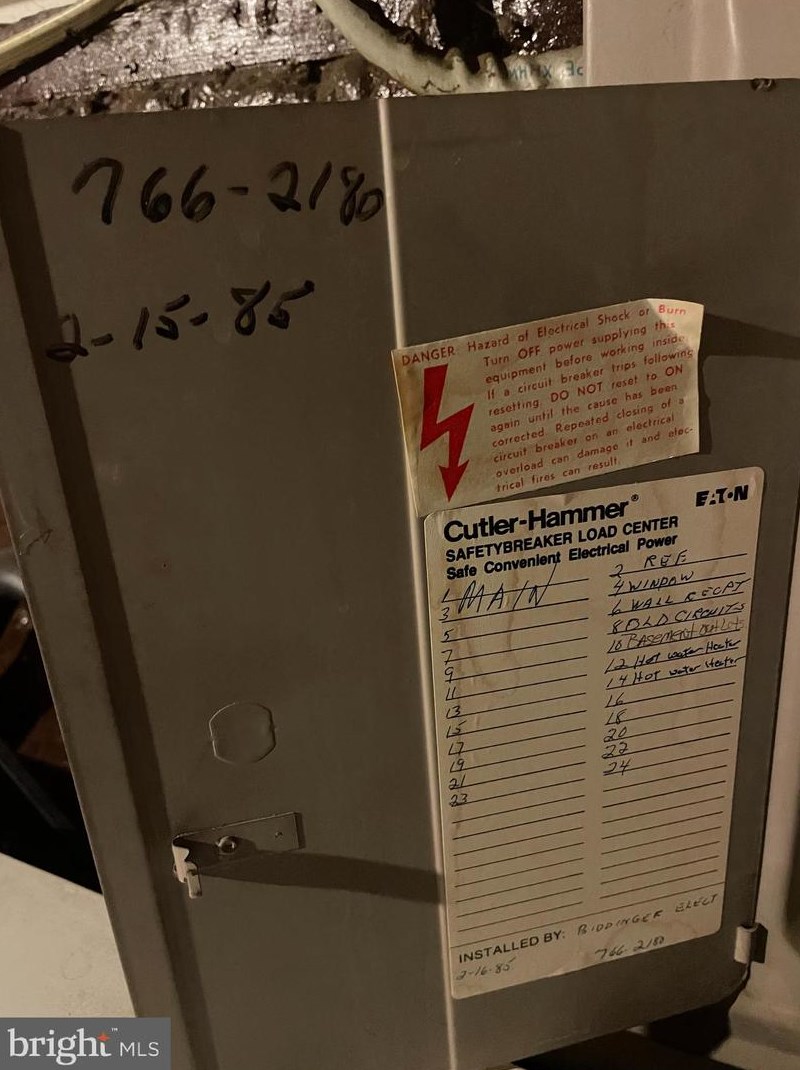 766-2180
2-15-85
DANGER: Hazard of Electrical Shock or Burn
Turn OFF power supplying this
equipment before working inside.
If a circuit breaker trips following
resetting, DO NOT reset to ON
again until the cause has been
corrected. Repeated closing of a
circuit breaker on an electrical
overload can damage it and elec-
trical fires can result.
Cutler-Hammer®
EATON
SAFETYBREAKER LOAD CENTER
Safe Convenient Electrical Power
1 MAIN
3
5
7
9
11
13
15
17
19
21
23
2 REF
4 WINDOW
6 WALL RECPT
8 OLD CIRCUITS
10 BASEMENT outlets
12 Hot water Heater
14 HOT water Heater
16
18
20
22
24
INSTALLED BY: BIDDINGER ELECT
2-16-85
766-2180
bright™ MLS